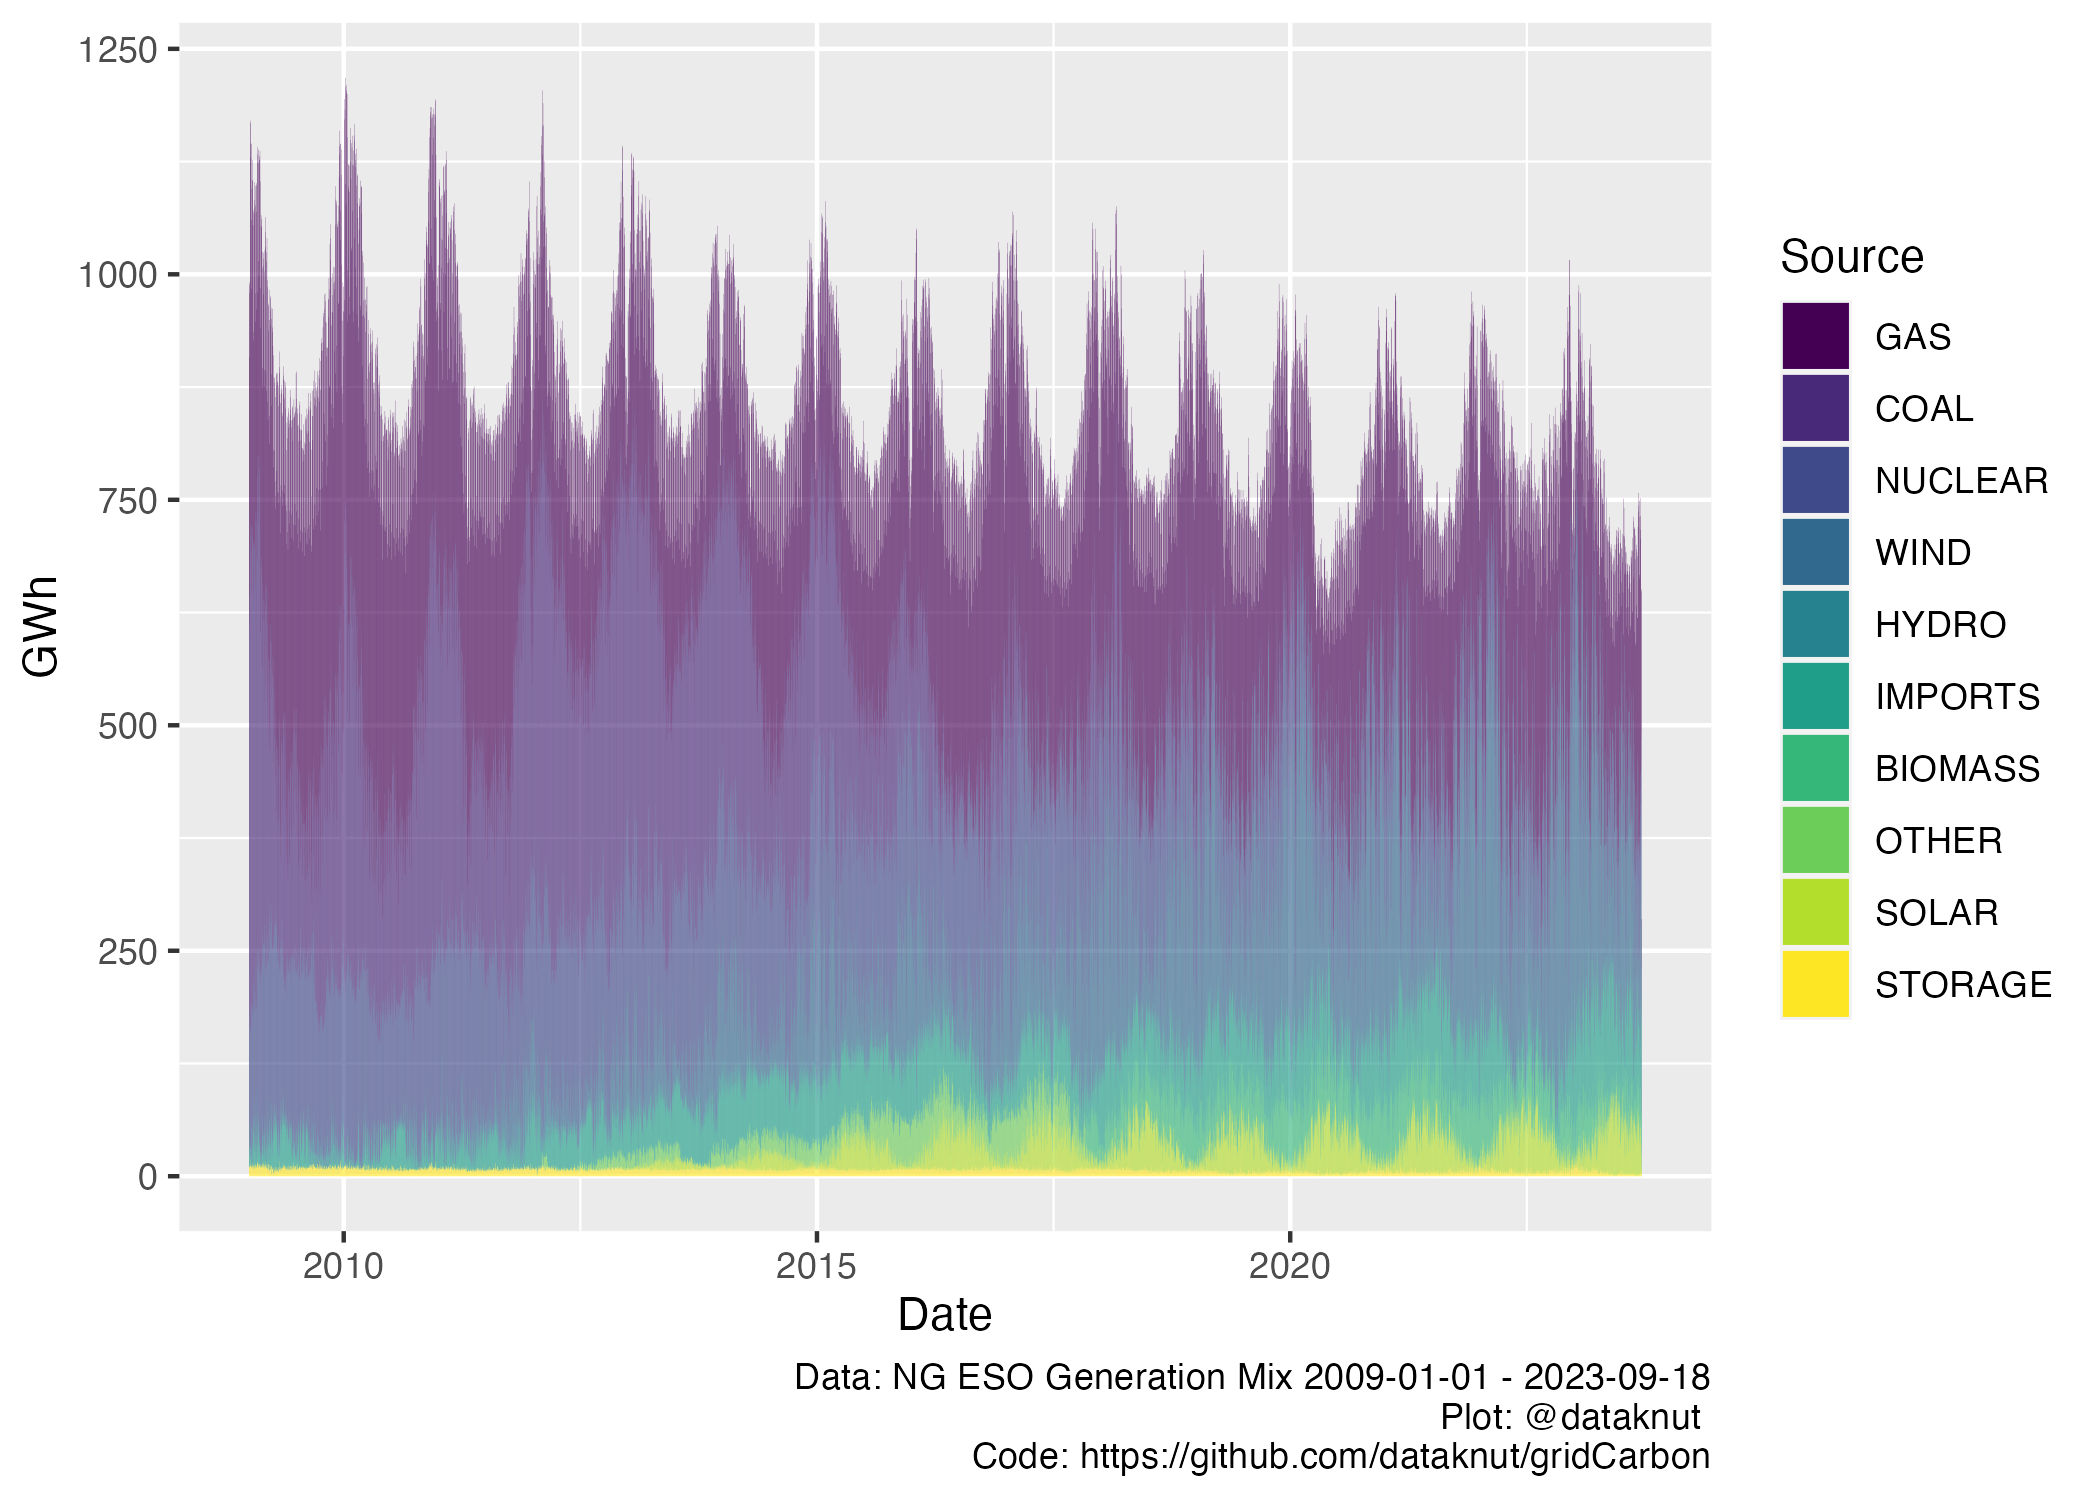 1250
1000
750
500
250
0
GWh
2010
2015
2020
Date
Source
GAS
COAL
NUCLEAR
WIND
HYDRO
IMPORTS
BIOMASS
OTHER
SOLAR
STORAGE
Data: NG ESO Generation Mix 2009-01-01 - 2023-09-18
Plot: @dataknut
Code: https://github.com/dataknut/gridCarbon